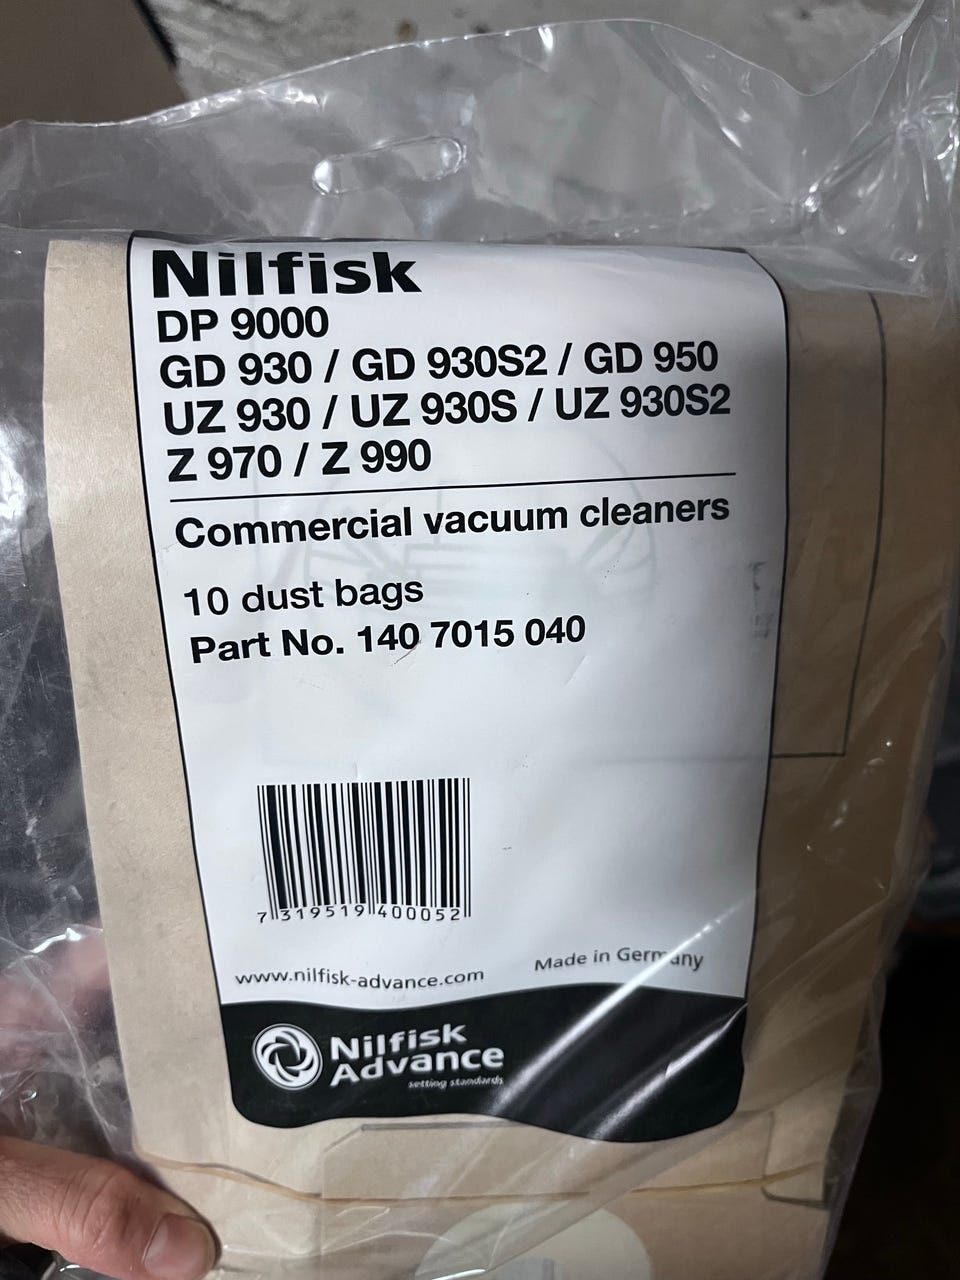 Nilfisk
DP 9000
GD 930 / GD 930S2 / GD 950
UZ 930 / UZ 930S / UZ 930S2
Z 970 / Z 990
Commercial vacuum cleaners
10 dust bags
Part No. 140 7015 040
7 319519 400052
www.nilfisk-advance.com
Made in Germany
Nilfisk
Advance
setting standards